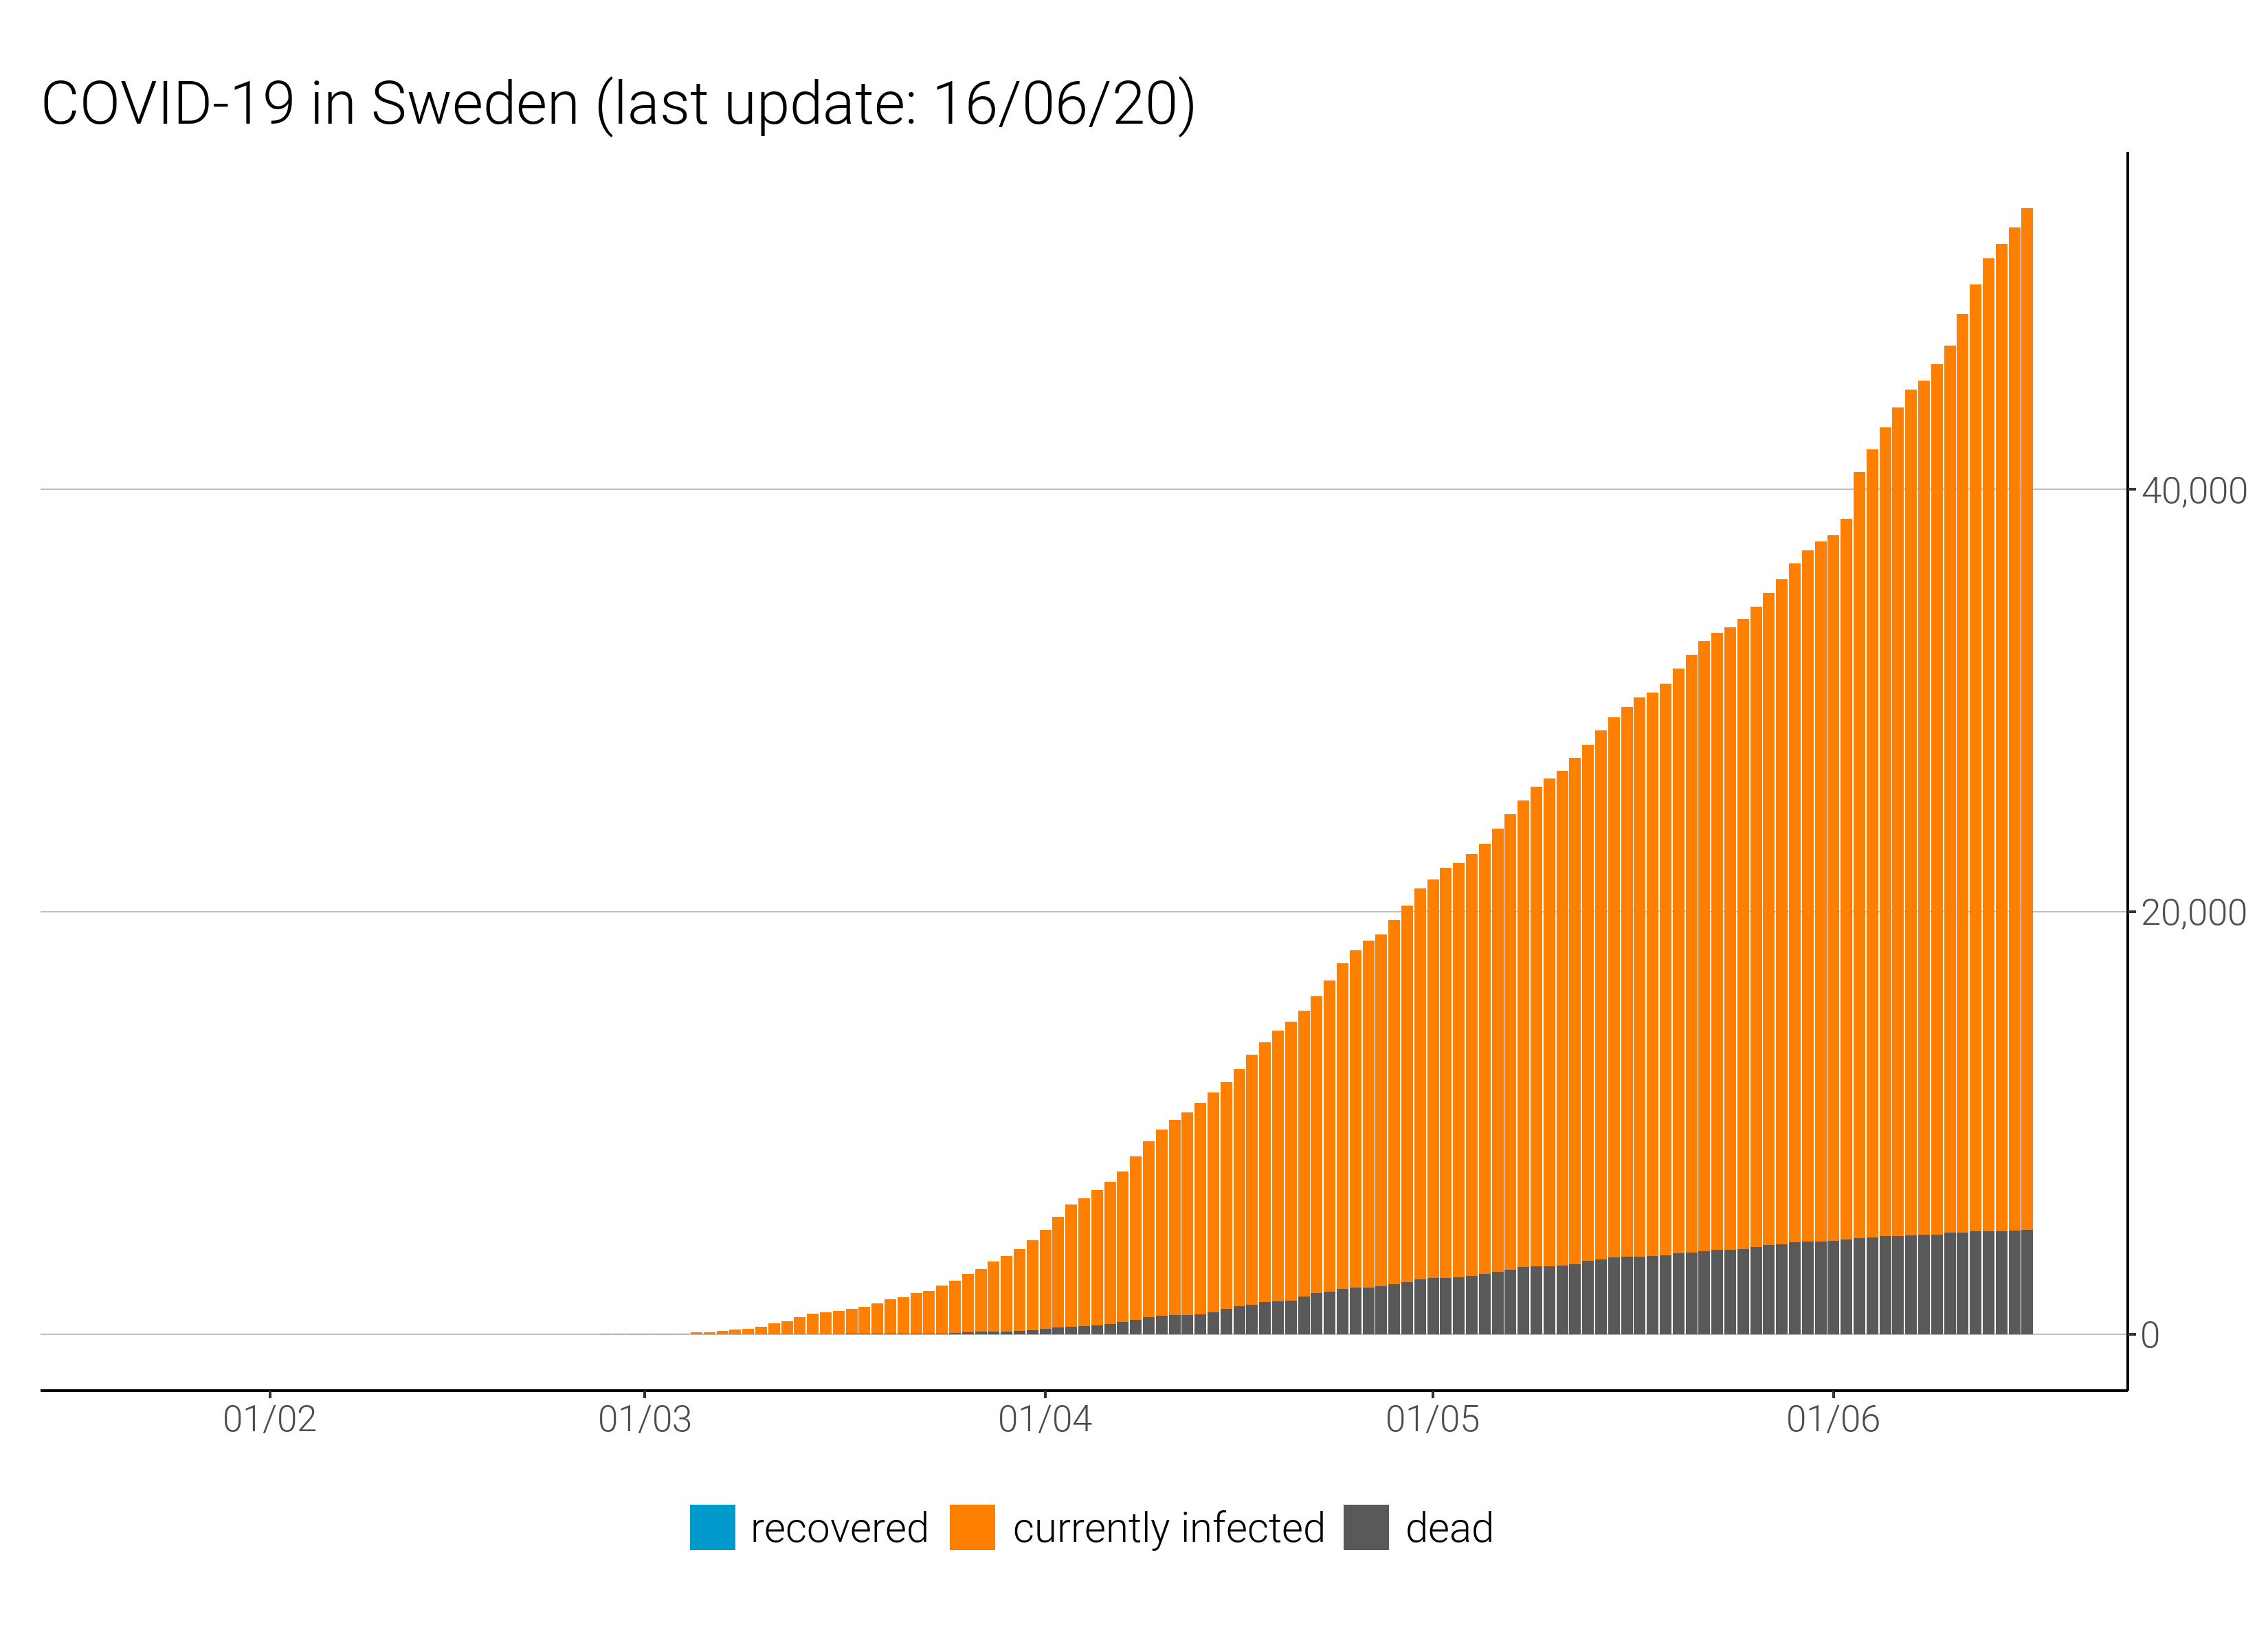 COVID-19 in Sweden (last update: 16/06/20)
40,000
20,000
0
01/02 01/03 01/04 01/05 01/06
recovered currently infected dead